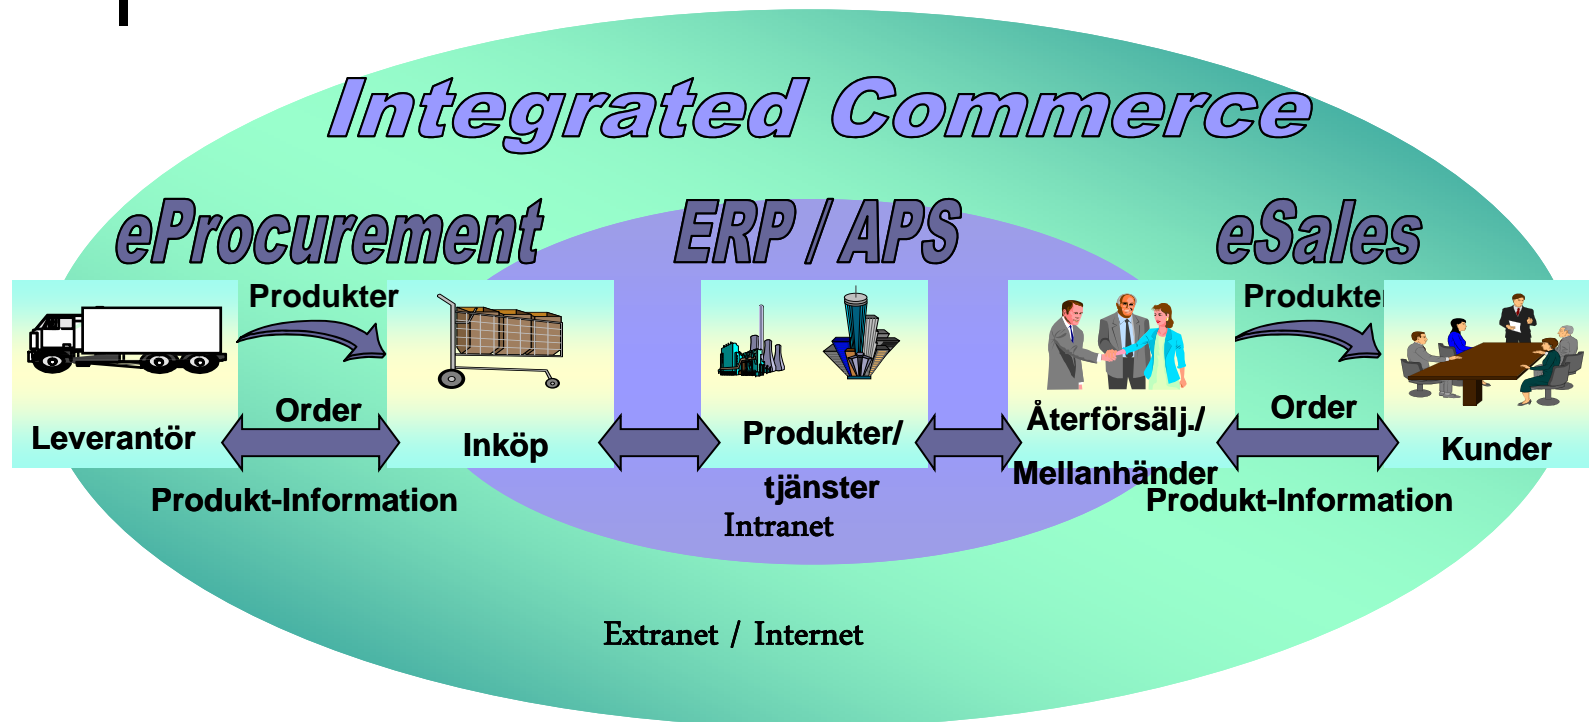 Integrated Commerce
eProcurement
ERP / APS
eSales
Produkter
Order
Leverantör
Produkt-Information
Inköp
Produkter/
tjänster
Intranet
Återförsälj./
Mellanhänder
Produkte
Order
Produkt-Information
Kunder
Extranet / Internet